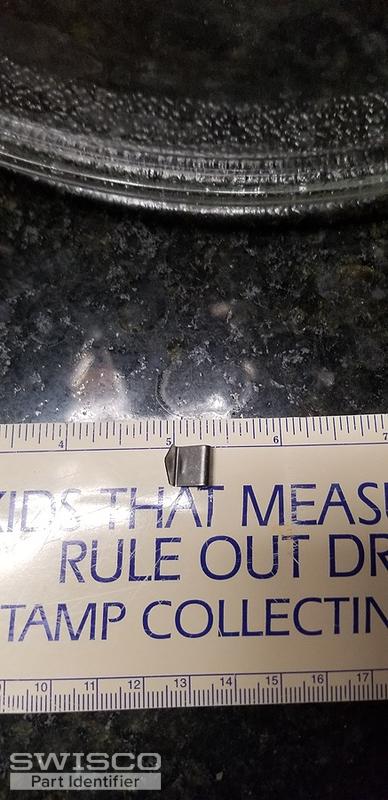 4 5 6 7
KIDS THAT MEASU
RULE OUT DR
TAMP COLLECTIN
10 11 12 13 14 15 16 17
SWISCO
Part Identifier